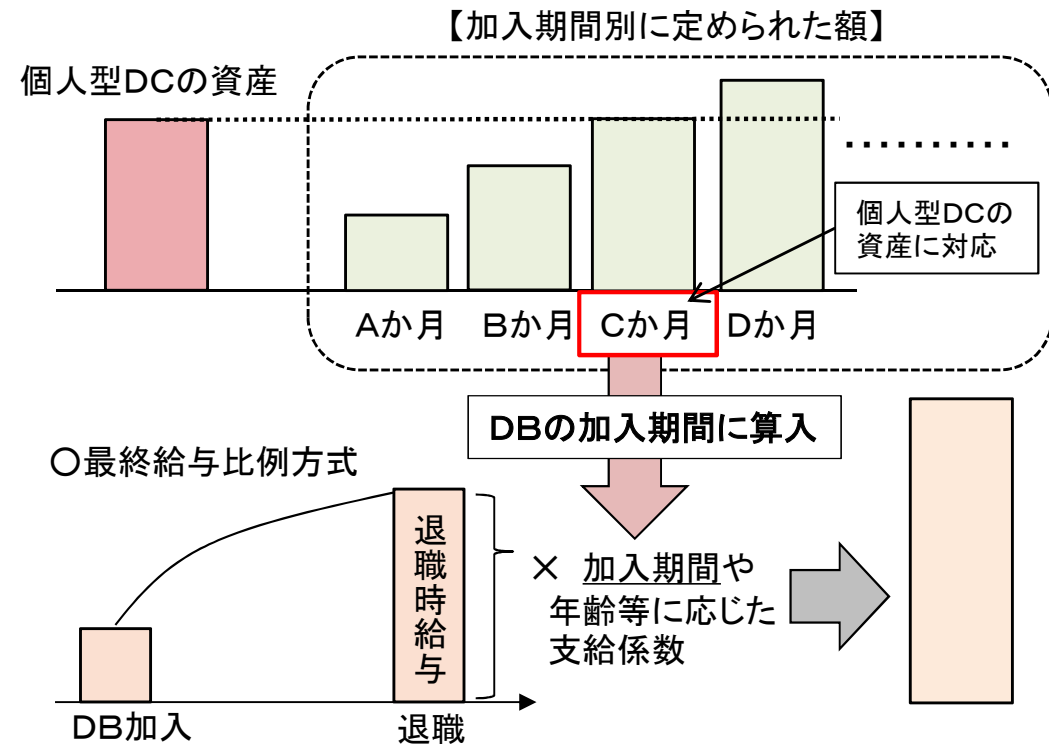 【加入期間別に定められた額】
個人型DCの資産
個人型DCの
資産に対応
Aか月
Bか月
Cか月
Dか月
DBの加入期間に算入
〇最終給与比例方式
退職時給与
× 加入期間や
年齢等に応じた
支給係数
DB加入
退職